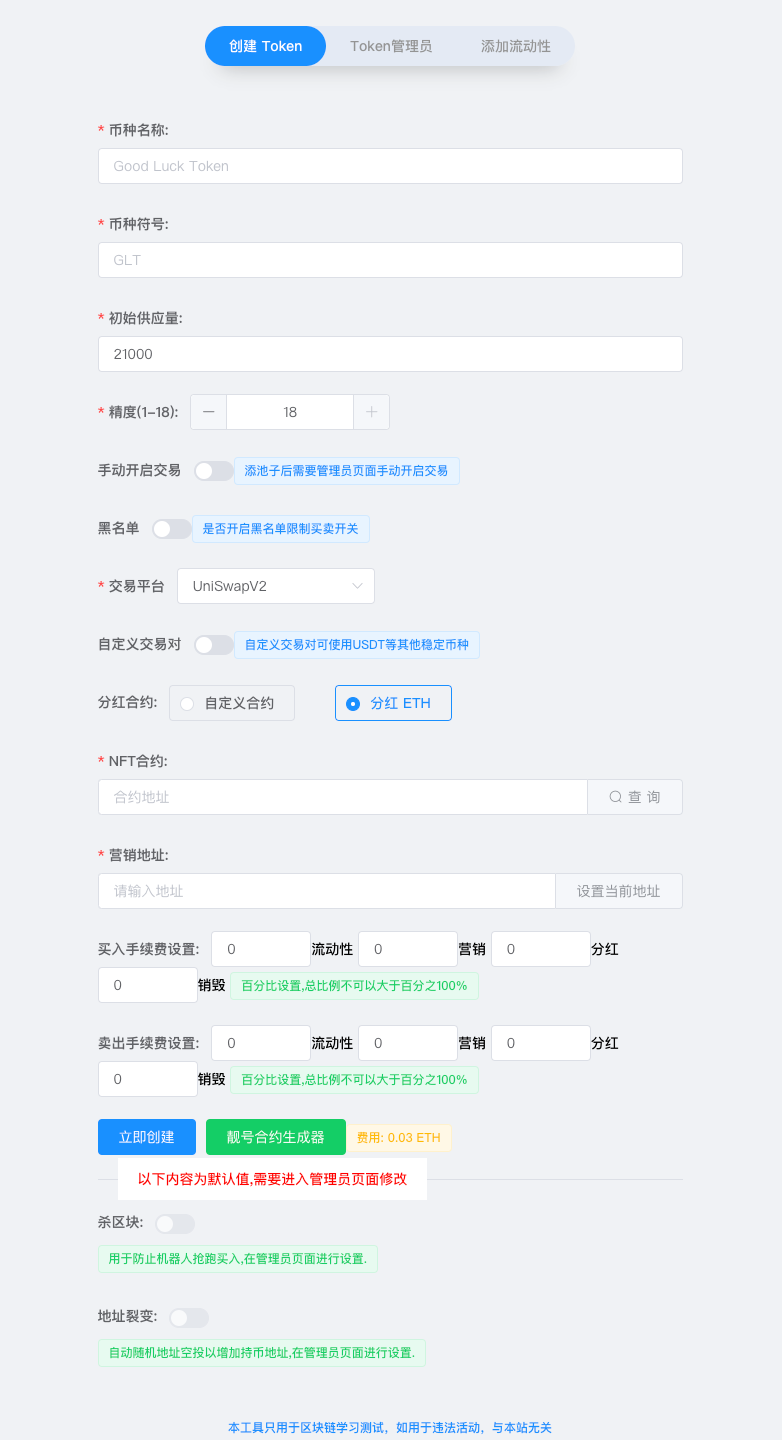 创建 Token Token管理员 添加流动性
* 币种名称:
Good Luck Token
* 币种符号:
GLT
* 初始供应量:
21000
* 精度(1-18): 18
手动开启交易 添池子后需要管理员页面手动开启交易
黑名单 是否开启黑名单限制买卖开关
* 交易平台 UniSwapV2
自定义交易对 自定义交易对可使用USDT等其他稳定币种
分红合约: 自定义合约 分红 ETH
* NFT合约:
合约地址 查 询
* 营销地址:
请输入地址 设置当前地址
买入手续费设置: 0 流动性 0 营销 0 分红
0 销毁 百分比设置,总比例不可以大于百分之100%
卖出手续费设置: 0 流动性 0 营销 0 分红
0 销毁 百分比设置,总比例不可以大于百分之100%
立即创建 靓号合约生成器 费用: 0.03 ETH
以下内容为默认值,需要进入管理员页面修改
杀区块:
用于防止机器人抢跑买入,在管理员页面进行设置.
地址裂变:
自动随机地址空投以增加持币地址,在管理员页面进行设置.
本工具只用于区块链学习测试，如用于违法活动，与本站无关